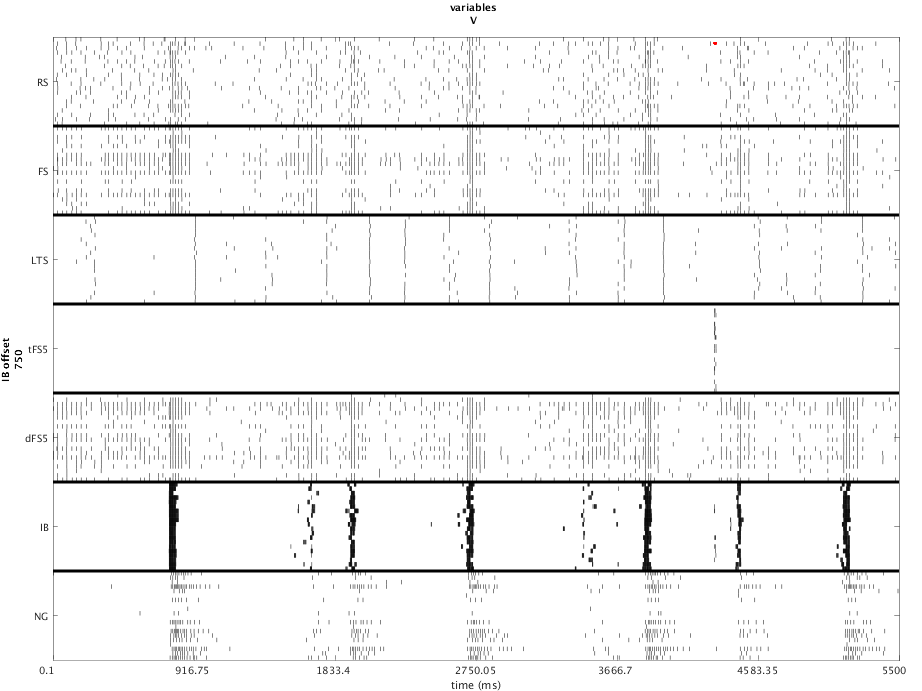 variables
V
RS
FS
LTS
tFS5
dFS5
IB
NG
IB offset
750
0.1 916.75 1833.4 2750.05 3666.7 4583.35 5500
time (ms)